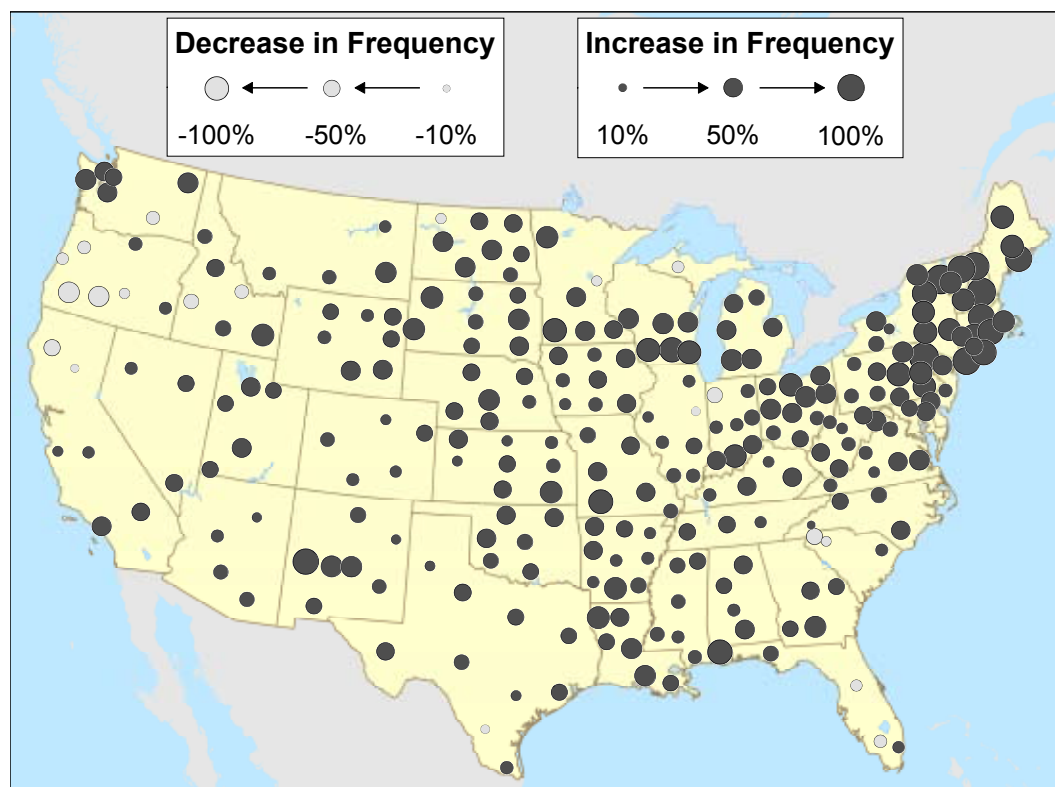 Decrease in Frequency
-100% -50% -10%
Increase in Frequency
10% 50% 100%